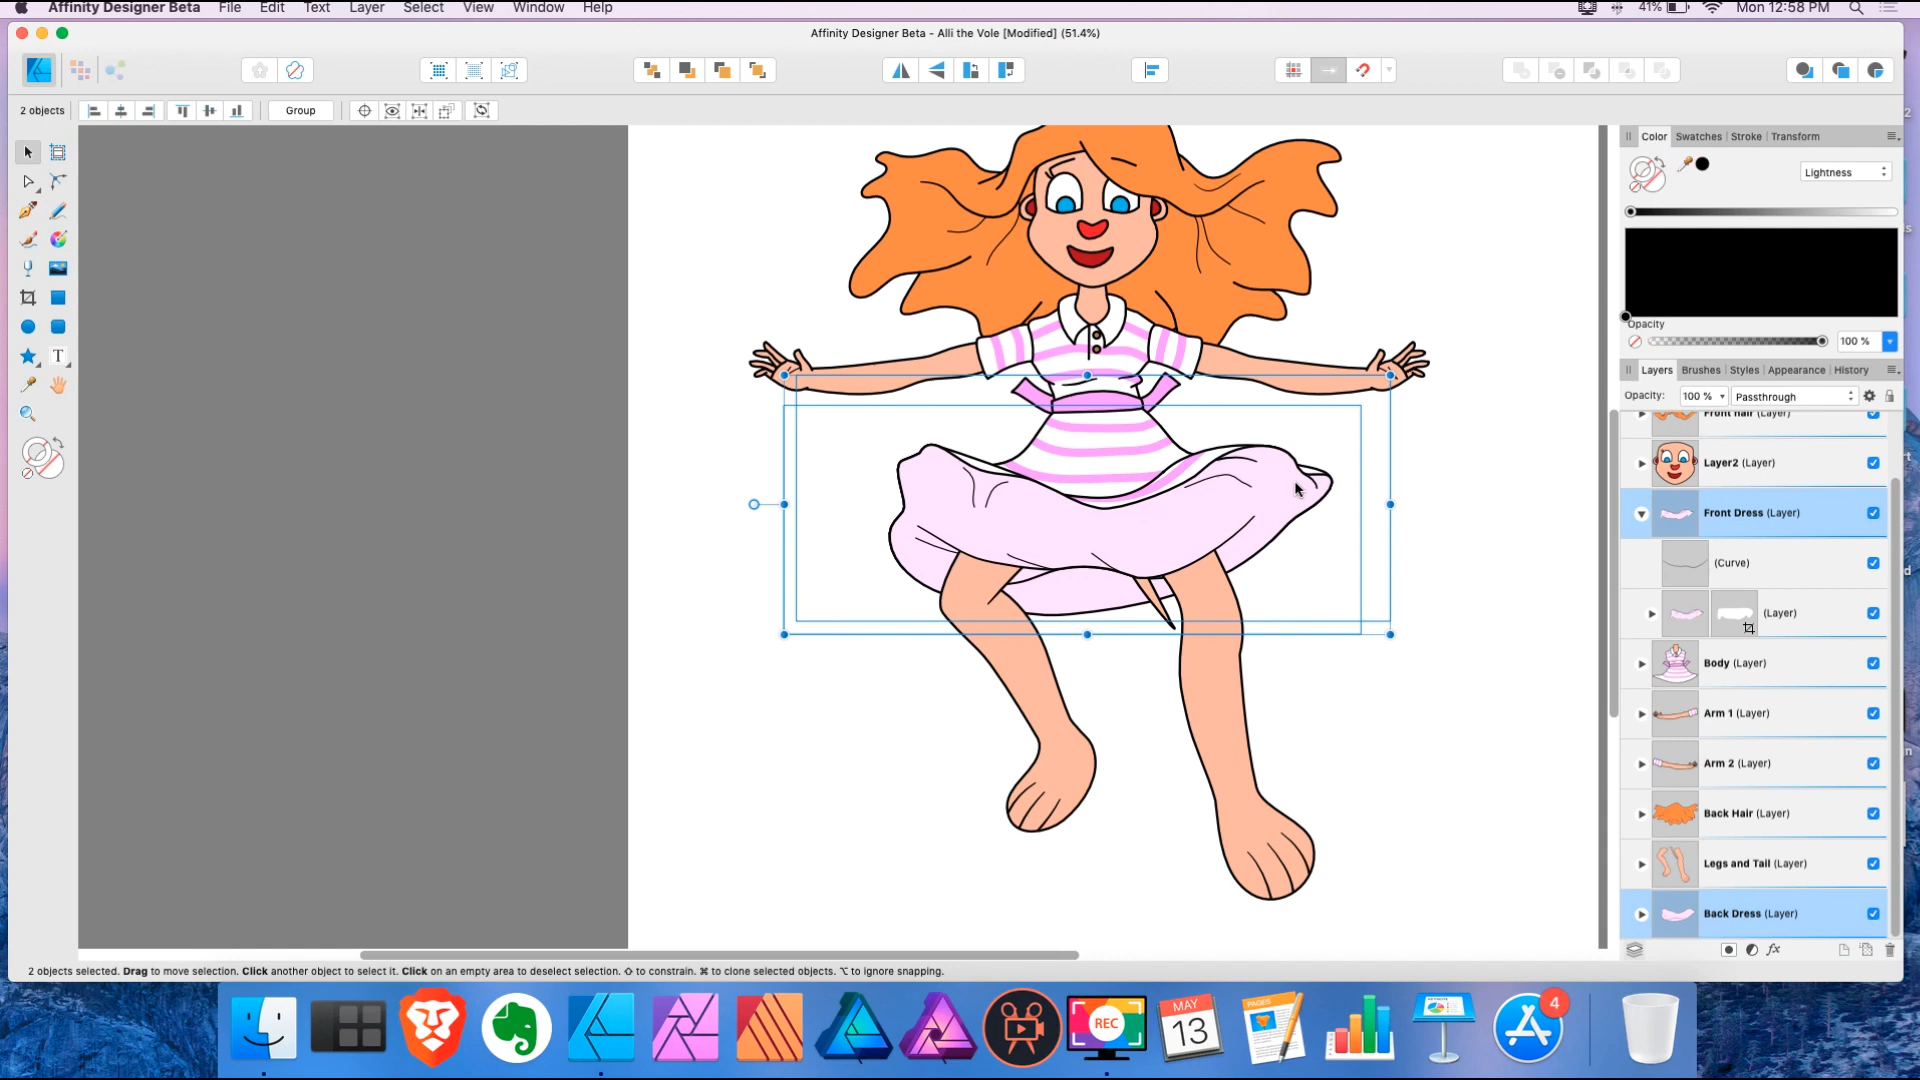 Affinity Designer Beta File Edit Text Layer Select View Window Help 41% Mon 12:58 PM
Affinity Designer Beta - Alli the Vole [Modified] (51.4%)
2 objects Group
Color Swatches Stroke Transform
Lightness
Opacity
100 %
Layers Brushes Styles Appearance History
Opacity: 100 % Passthrough
Front hair (Layer)
Layer2 (Layer)
Front Dress (Layer)
(Curve)
(Layer)
Body (Layer)
Arm 1 (Layer)
Arm 2 (Layer)
Back Hair (Layer)
Legs and Tail (Layer)
Back Dress (Layer)
fx
2 objects selected. Drag to move selection. Click another object to select it. Click on an empty area to deselect selection. ⇧ to constrain. ⌘ to clone selected objects. ⌥ to ignore snapping.
REC
MAY
13
PAGES
4